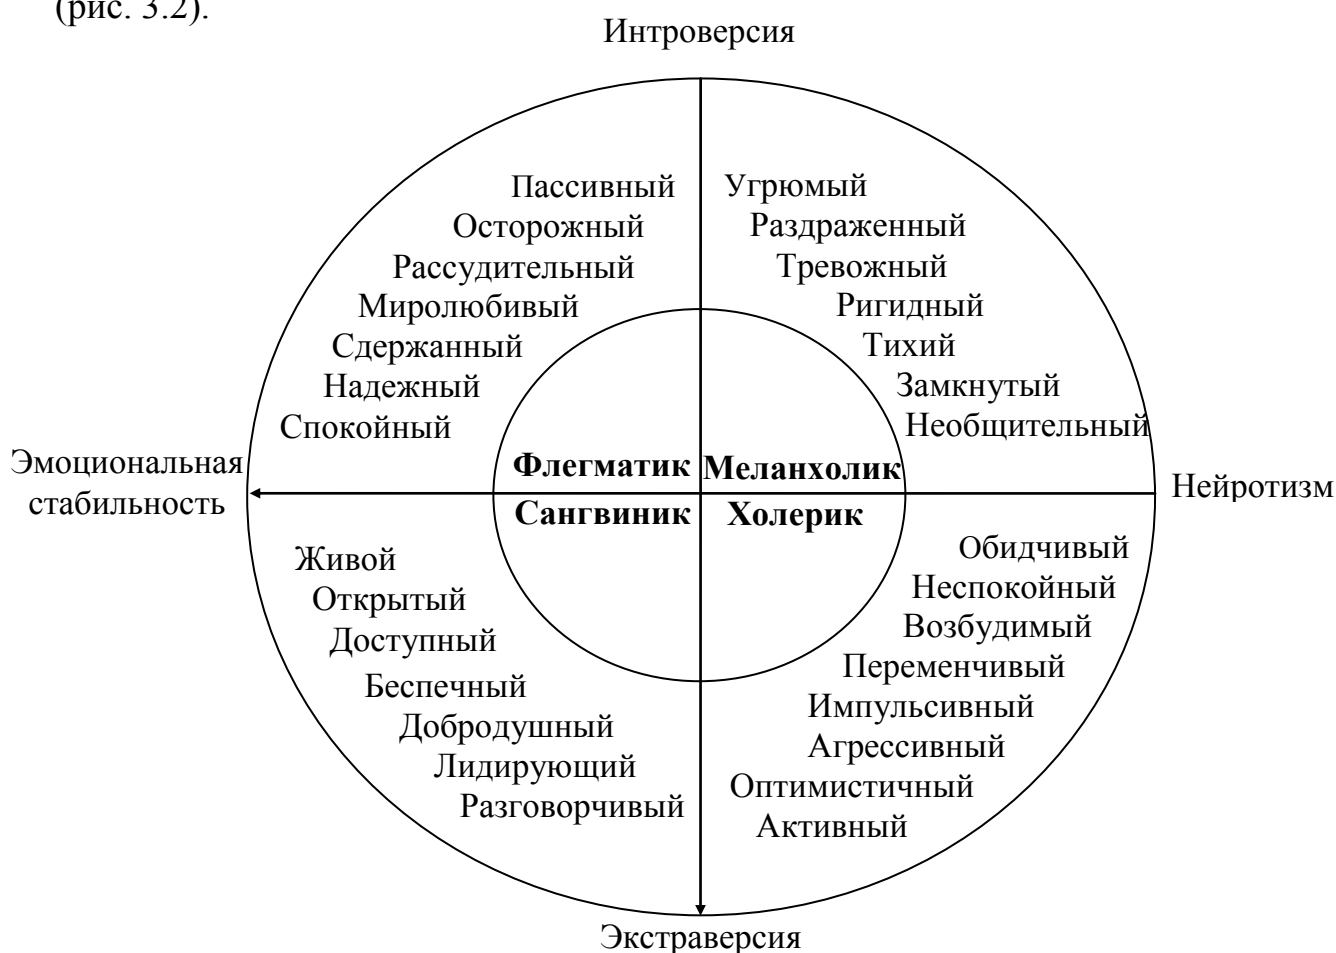 (рис. 3.2).
Интроверсия
Пассивный
Осторожный
Рассудительный
Миролюбивый
Сдержанный
Надежный
Спокойный
Угрюмый
Раздраженный
Тревожный
Ригидный
Тихий
Замкнутый
Необщительный
Эмоциональная
стабильность
Флегматик
Меланхолик
Нейротизм
Сангвиник
Холерик
Живой
Открытый
Доступный
Беспечный
Добродушный
Лидирующий
Разговорчивый
Обидчивый
Неспокойный
Возбудимый
Переменчивый
Импульсивный
Агрессивный
Оптимистичный
Активный
Экстраверсия